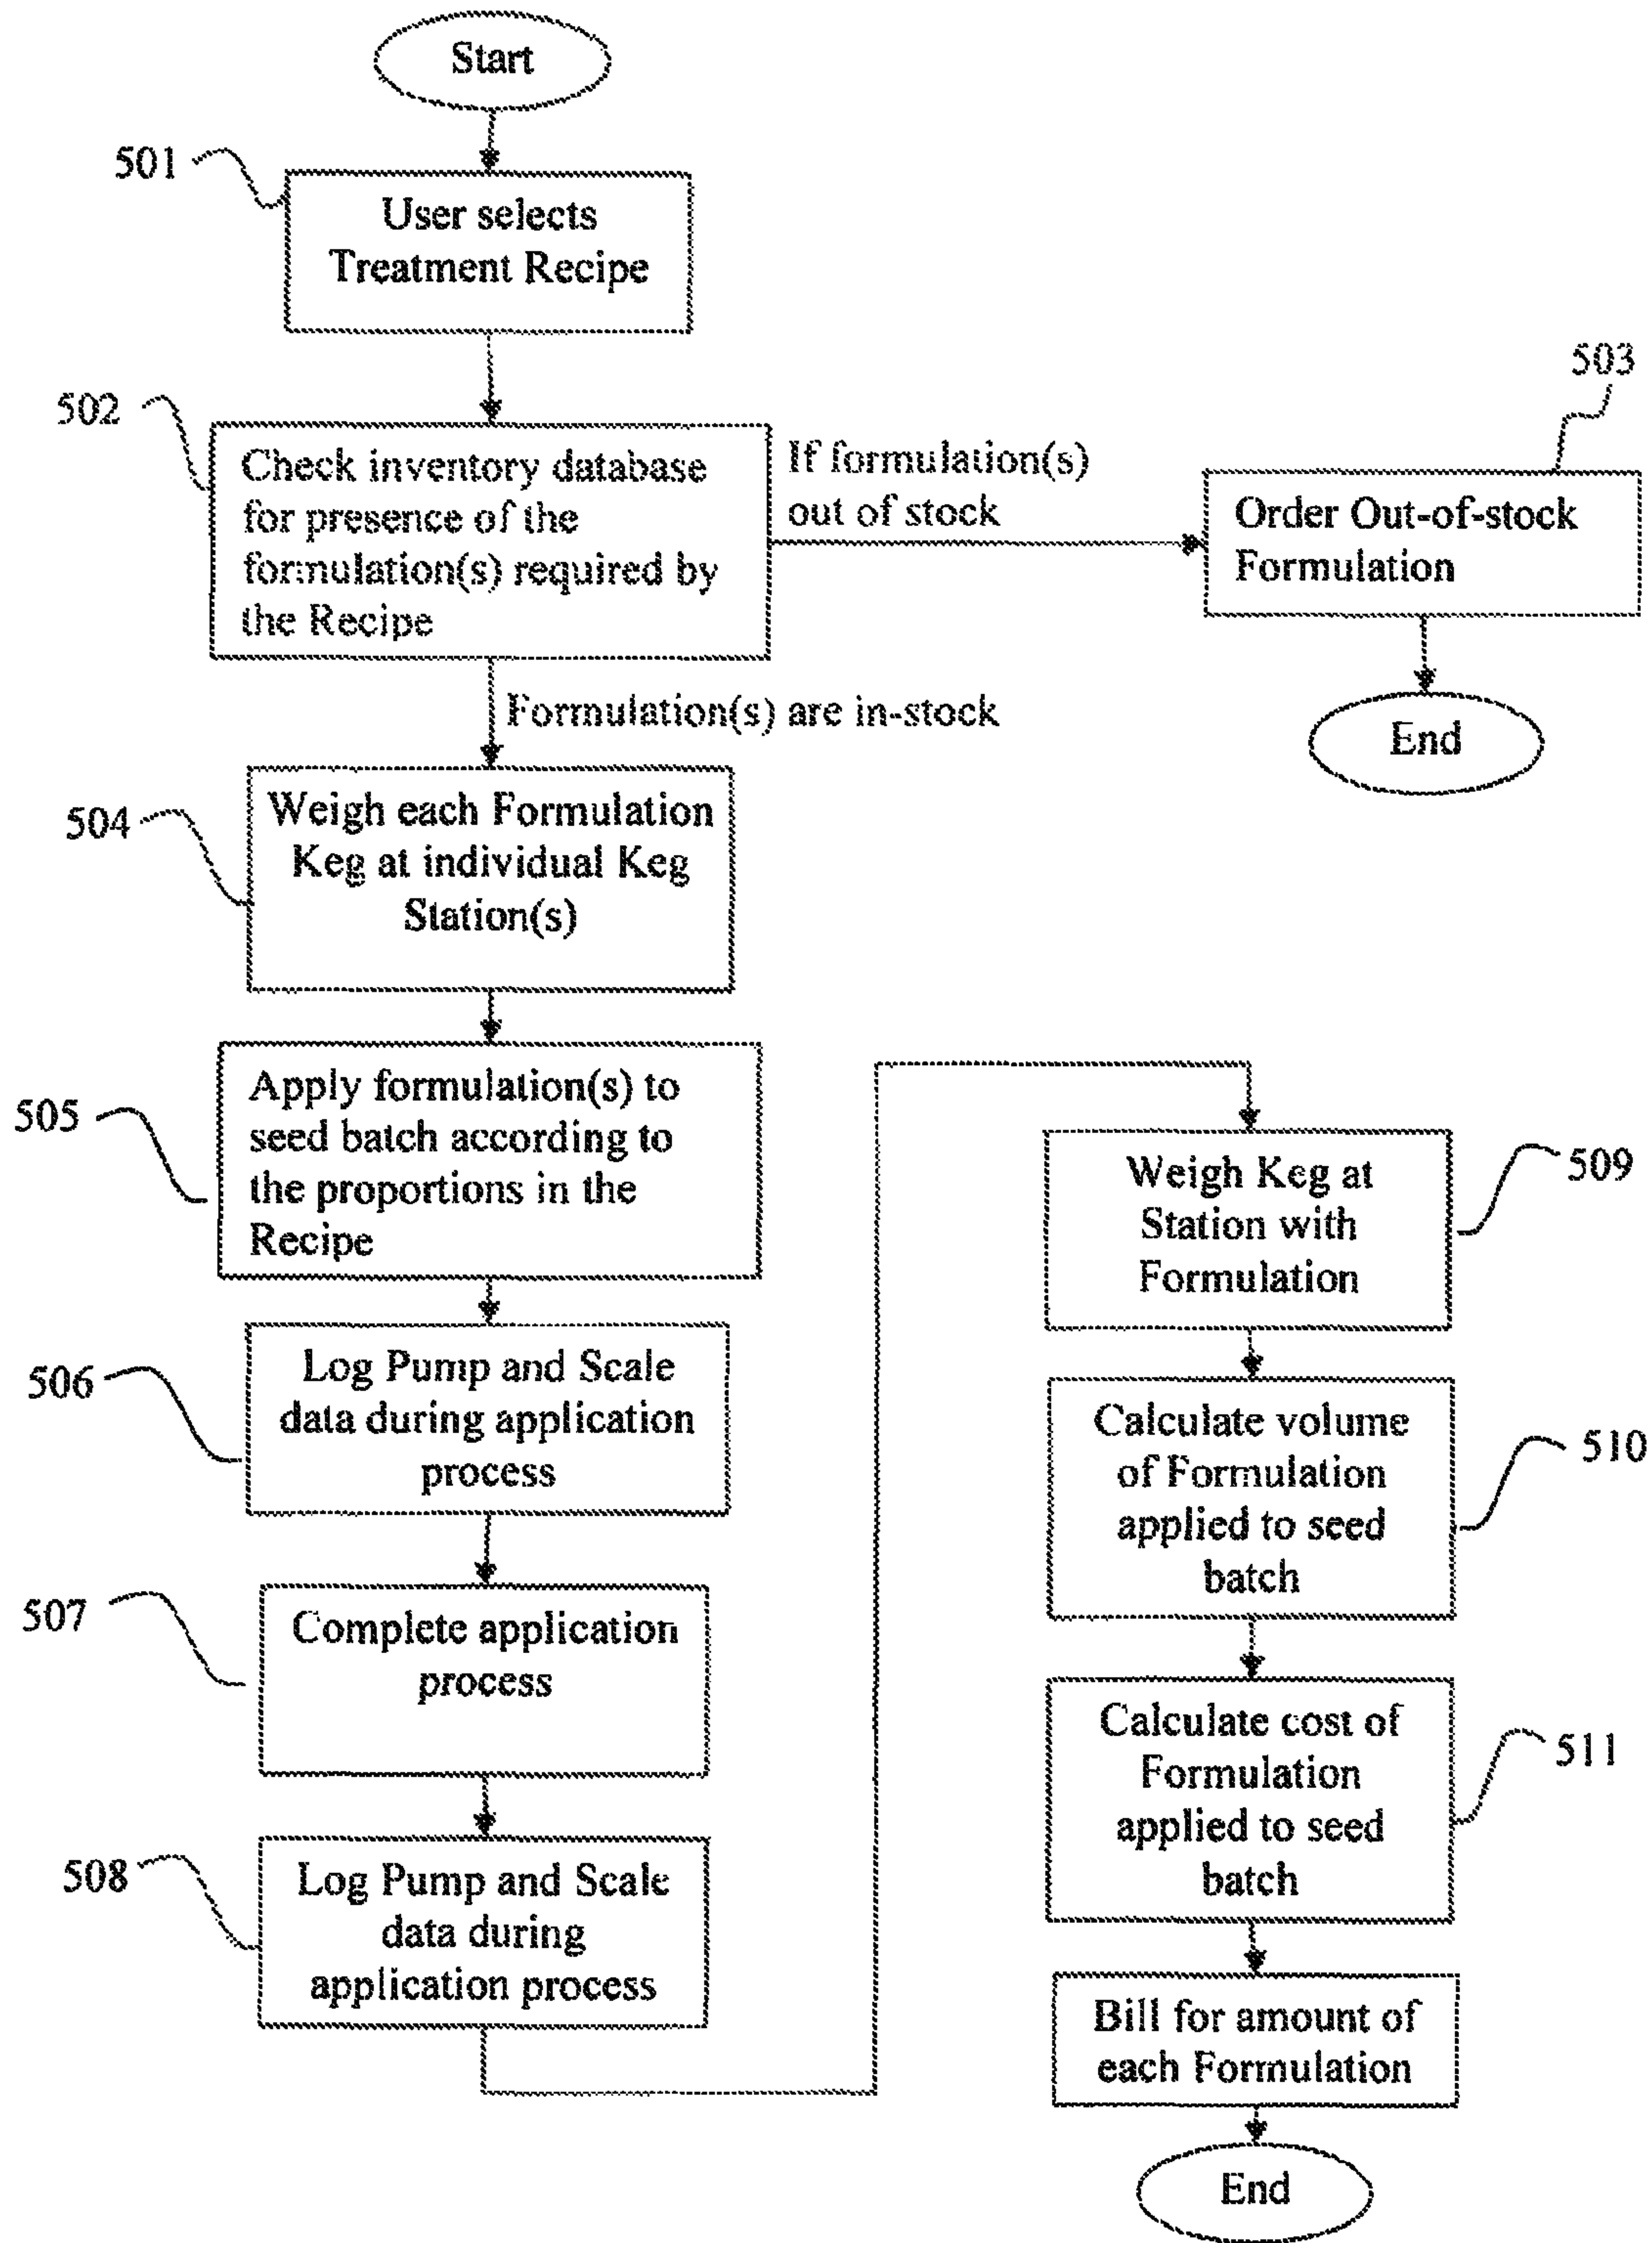 Start
501
User selects
Treatment Recipe
502
Check inventory database
for presence of the
formulation(s) required by
the Recipe
If formulation(s)
out of stock
503
Order Out-of-stock
Formulation
End
Formulation(s) are in-stock
504
Weigh each Formulation
Keg at individual Keg
Station(s)
505
Apply formulation(s) to
seed batch according to
the proportions in the
Recipe
506
Log Pump and Scale
data during application
process
507
Complete application
process
508
Log Pump and Scale
data during
application process
509
Weigh Keg at
Station with
Formulation
510
Calculate volume
of Formulation
applied to seed
batch
511
Calculate cost of
Formulation
applied to seed
batch
Bill for amount of
each Formulation
End